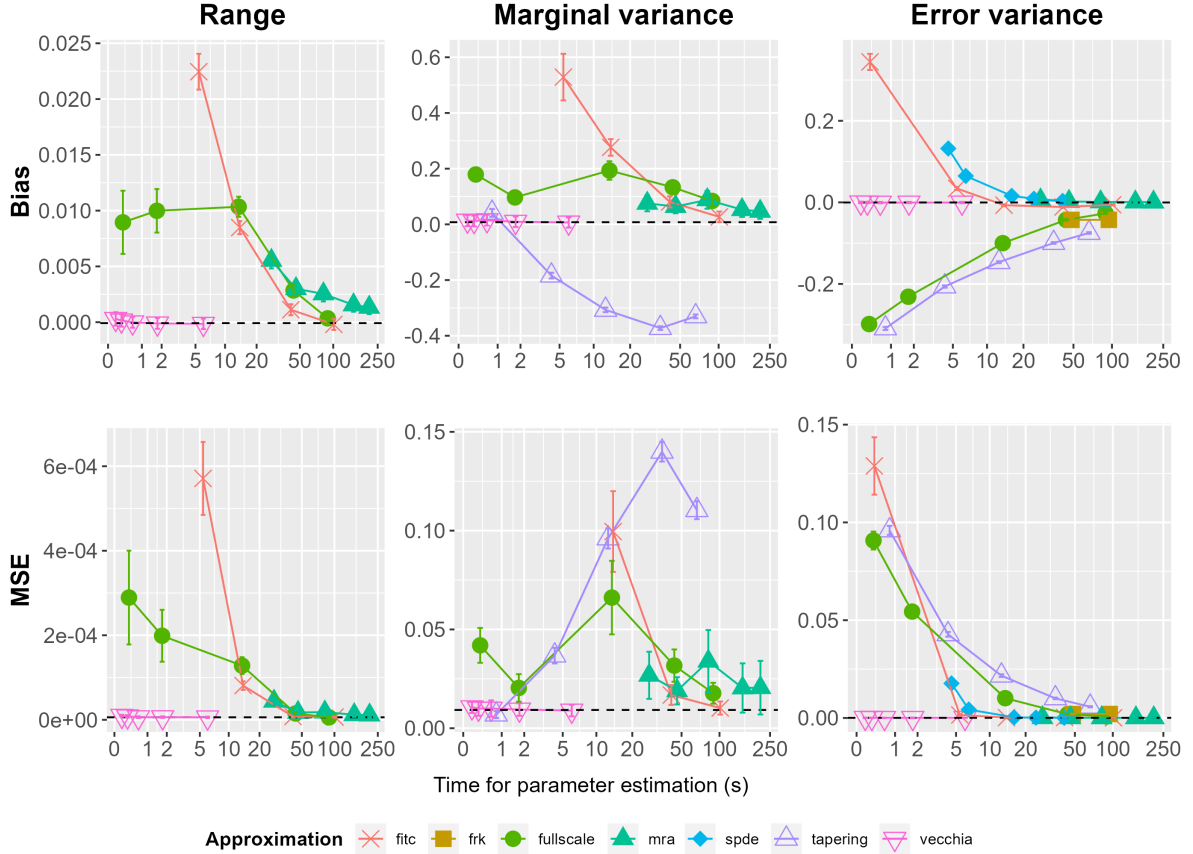 Range Marginal variance Error variance
Bias
0.025
0.020
0.015
0.010
0.005
0.000
0 1 2 5 10 20 50 100 250
0.6
0.4
0.2
0.0
-0.2
-0.4
0 1 2 5 10 20 50 100 250
0.2
0.0
-0.2
0 1 2 5 10 20 50 100 250
MSE
6e-04
4e-04
2e-04
0e+00
0 1 2 5 10 20 50 100 250
0.15
0.10
0.05
0.00
0 1 2 5 10 20 50 100 250
0.15
0.10
0.05
0.00
0 1 2 5 10 20 50 100 250
Time for parameter estimation (s)
Approximation fitc frk fullscale mra spde tapering vecchia